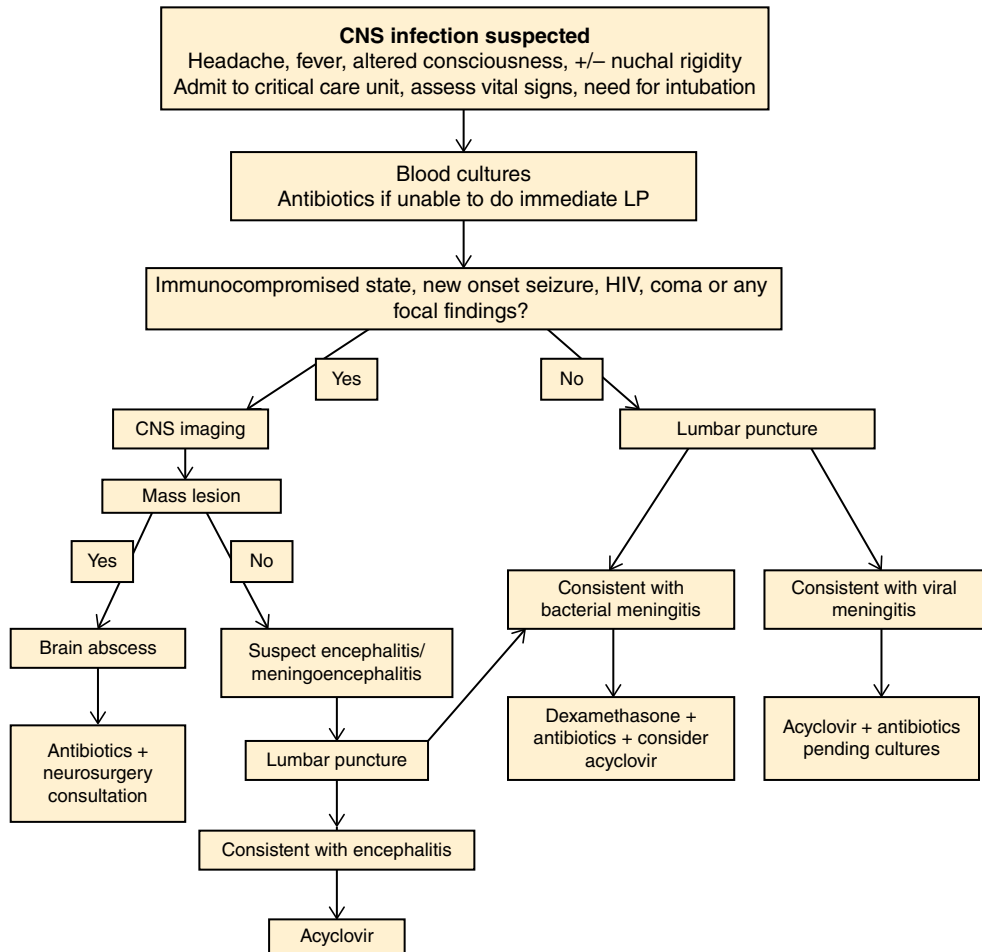 CNS infection suspected
Headache, fever, altered consciousness, +/– nuchal rigidity
Admit to critical care unit, assess vital signs, need for intubation
Blood cultures
Antibiotics if unable to do immediate LP
Immunocompromised state, new onset seizure, HIV, coma or any
focal findings?
Yes
No
CNS imaging
Lumbar puncture
Mass lesion
Yes
No
Consistent with
bacterial meningitis
Consistent with viral
meningitis
Brain abscess
Suspect encephalitis/
meningoencephalitis
Dexamethasone +
antibiotics + consider
acyclovir
Acyclovir + antibiotics
pending cultures
Antibiotics +
neurosurgery
consultation
Lumbar puncture
Consistent with encephalitis
Acyclovir